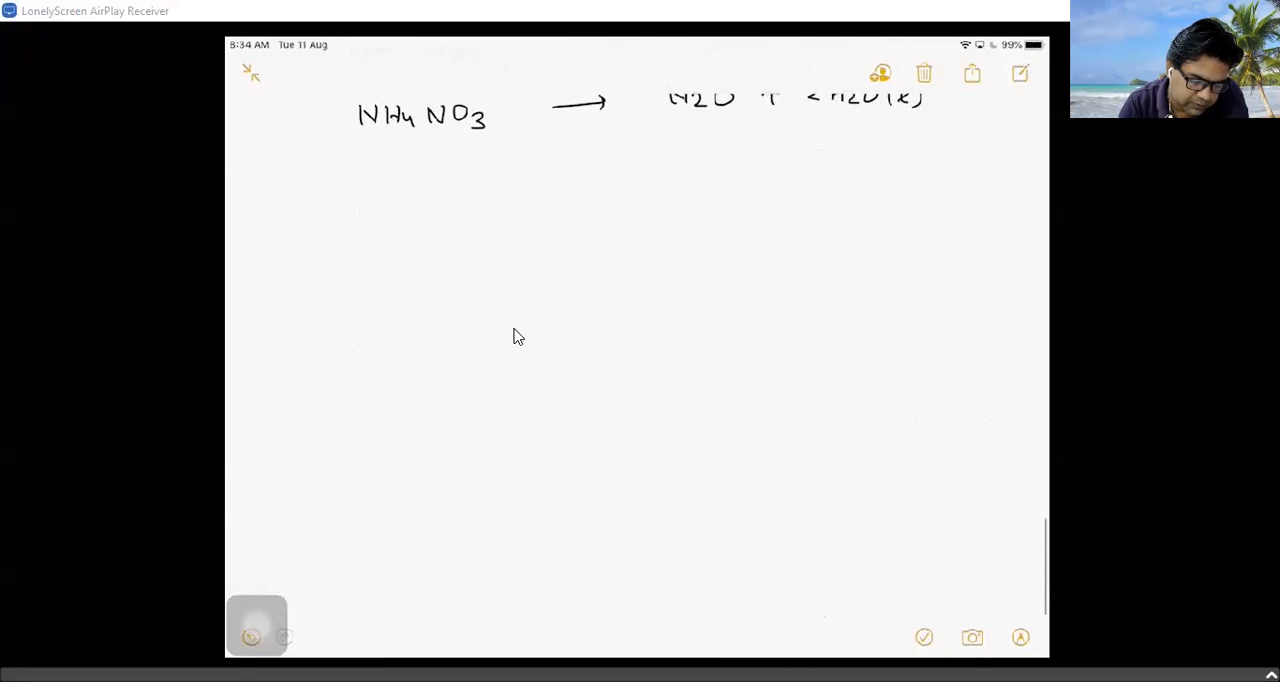 LonelyScreen AirPlay Receiver
8:34 AM Tue 11 Aug 99%
NH4 NO3 → N2O + 2H2O(l)